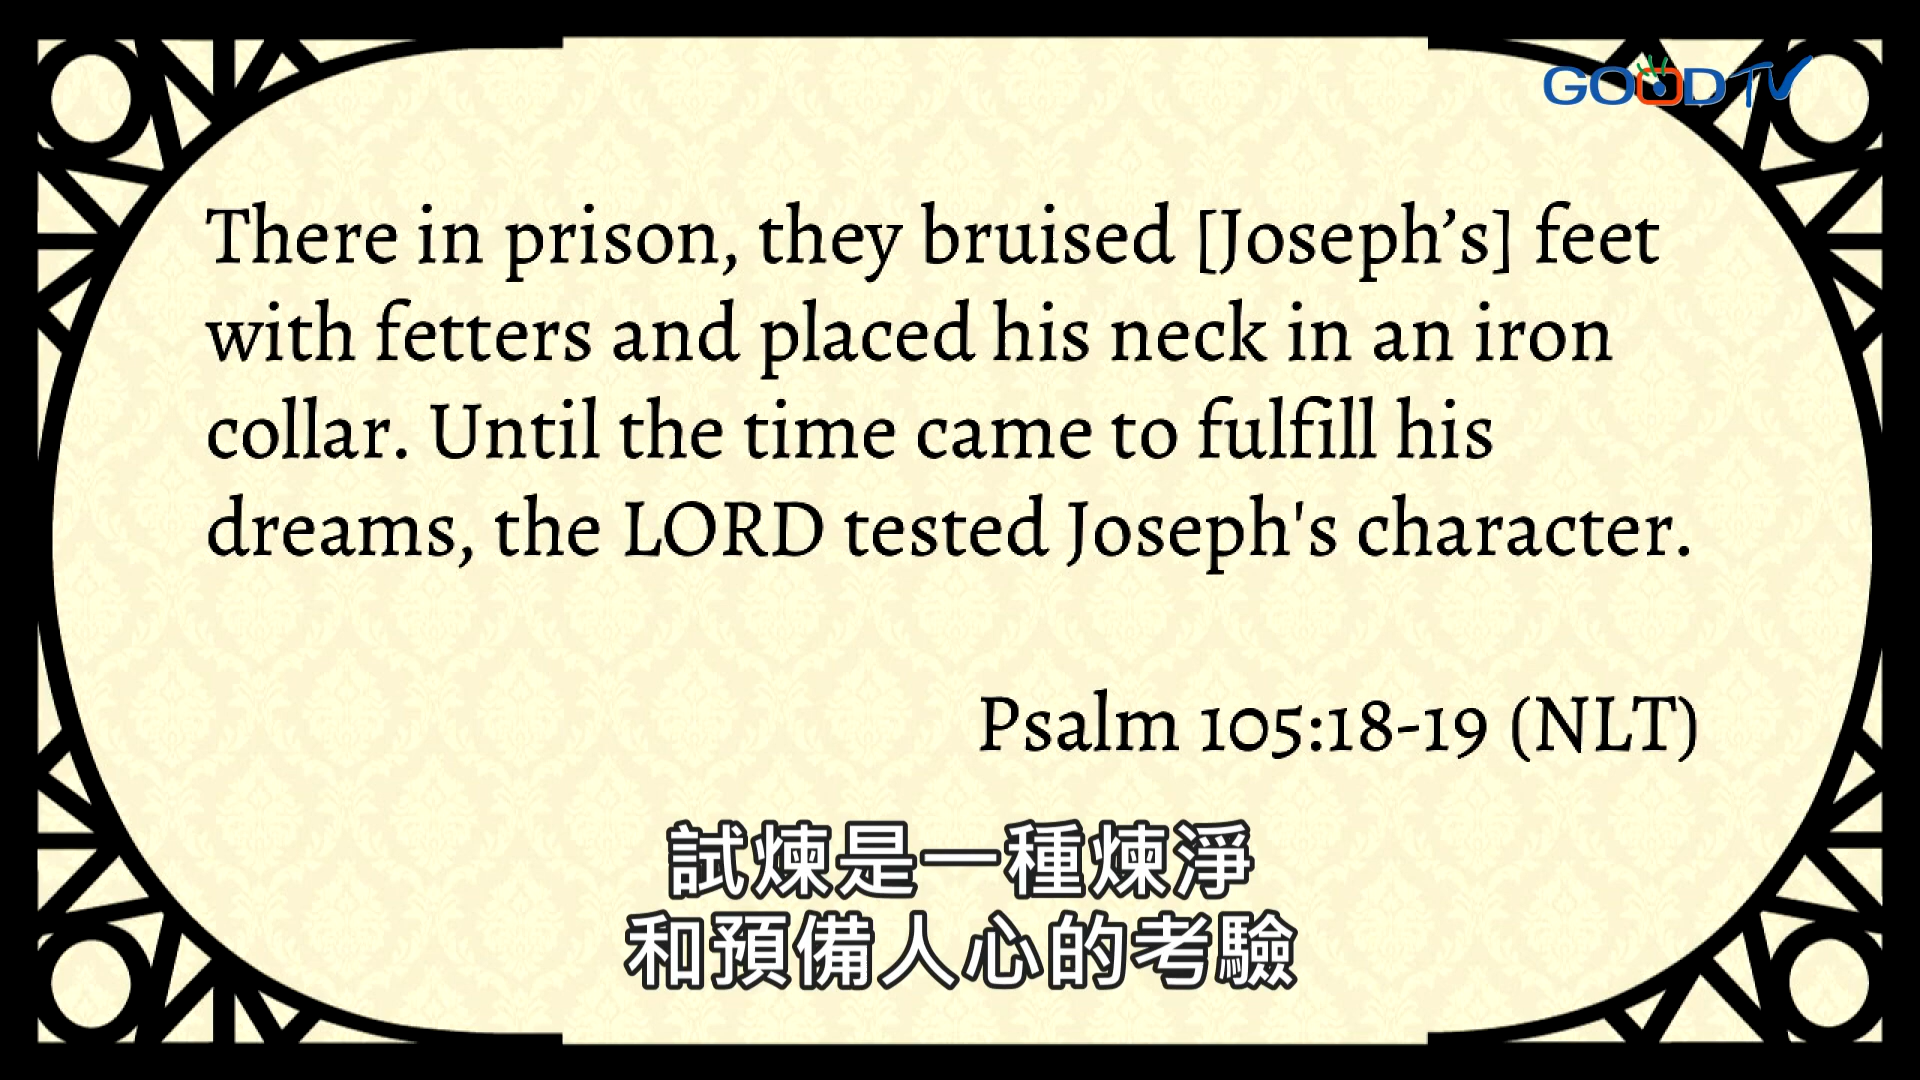 GOODTV
There in prison, they bruised [Joseph’s] feet
with fetters and placed his neck in an iron
collar. Until the time came to fulfill his
dreams, the LORD tested Joseph's character.
Psalm 105:18-19 (NLT)
試煉是一種煉淨
和預備人心的考驗